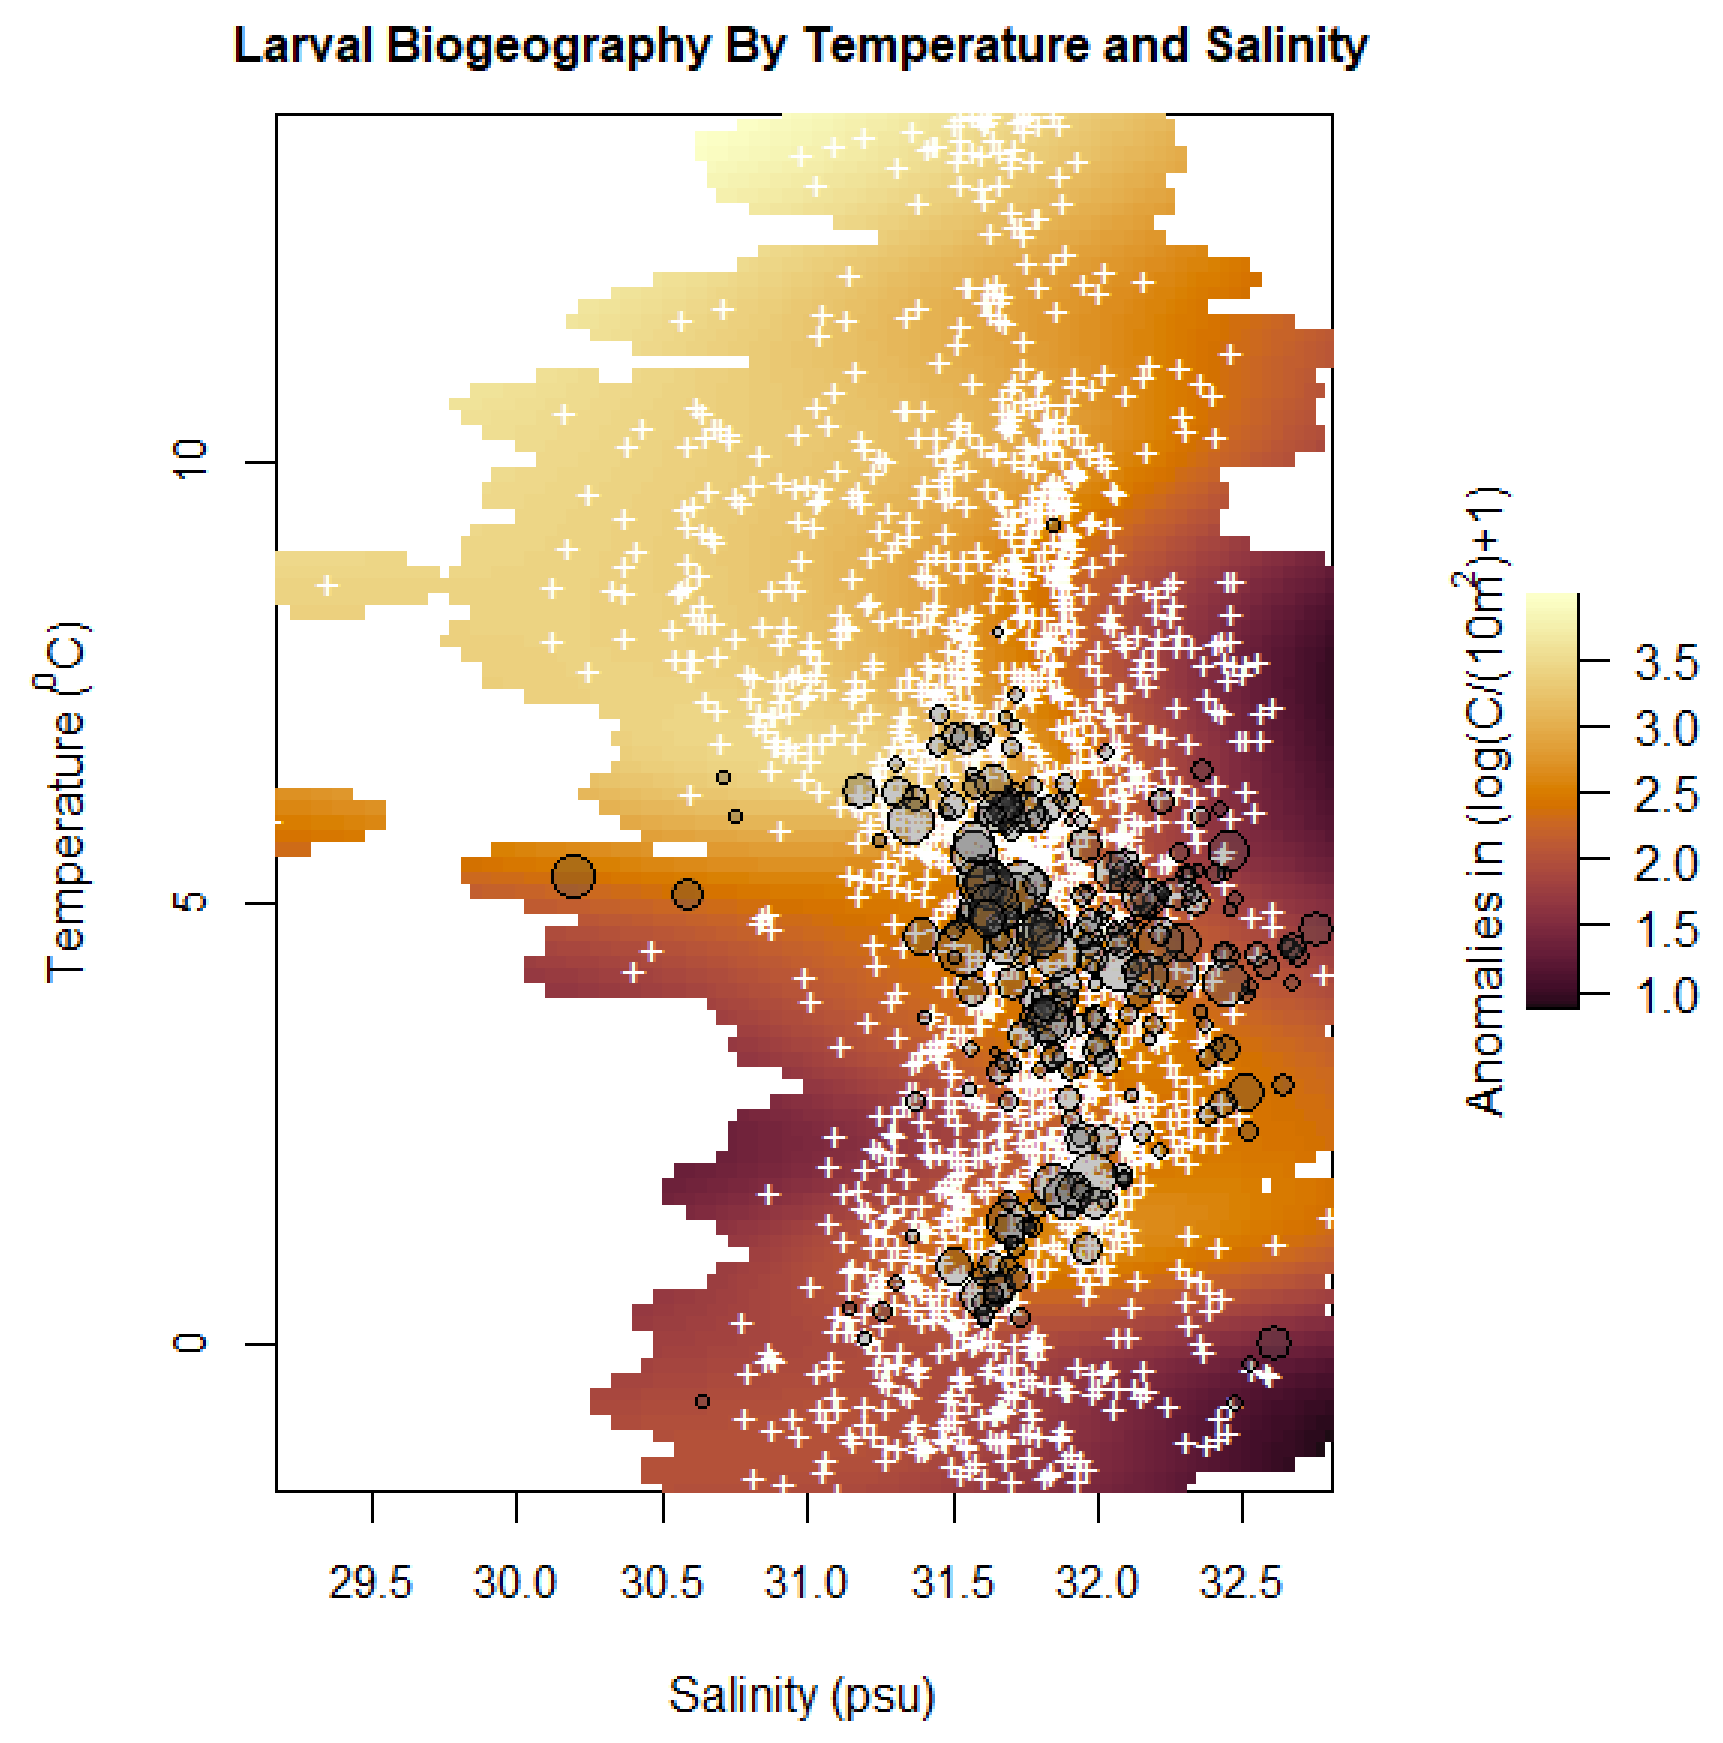 Larval Biogeography By Temperature and Salinity
Temperature (⁰C)
10
5
0
29.5 30.0 30.5 31.0 31.5 32.0 32.5
Salinity (psu)
Anomalies in (log(C/(10m²)+1)
3.5
3.0
2.5
2.0
1.5
1.0